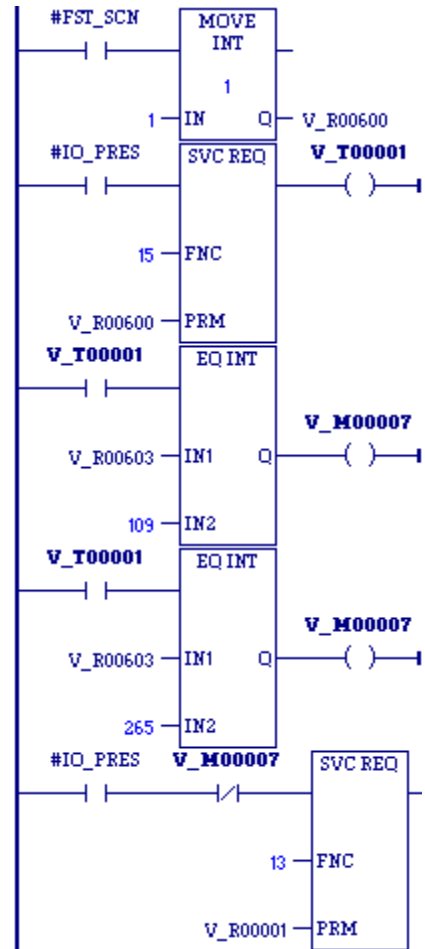 #FST_SCN
MOVE
INT
1
1 IN Q V_R00600
#IO_PRES SVC REQ V_T00001
15 FNC
V_R00600 PRM
V_T00001 EQ INT
V_M00007
V_R00603 IN1 Q
109 IN2
V_T00001 EQ INT
V_M00007
V_R00603 IN1 Q
265 IN2
#IO_PRES V_M00007 SVC REQ
13 FNC
V_R00001 PRM